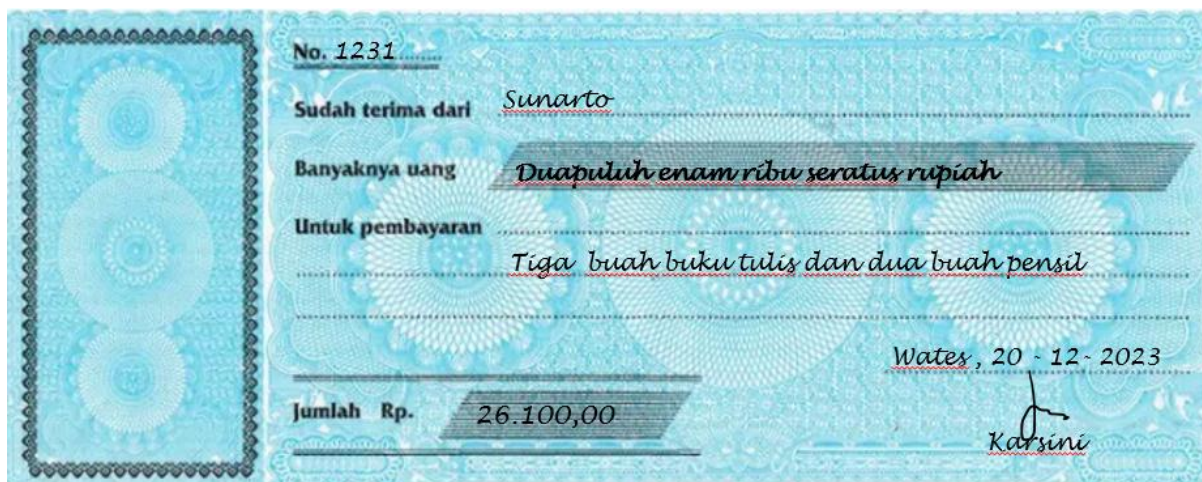 No. 1231
Sudah terima dari Sunarto
Banyaknya uang Duapuluh enam ribu seratus rupiah
Untuk pembayaran
Tiga buah buku tulis dan dua buah pensil
Wates, 20 - 12 - 2023
Jumlah Rp. 26.100,00
Karsini